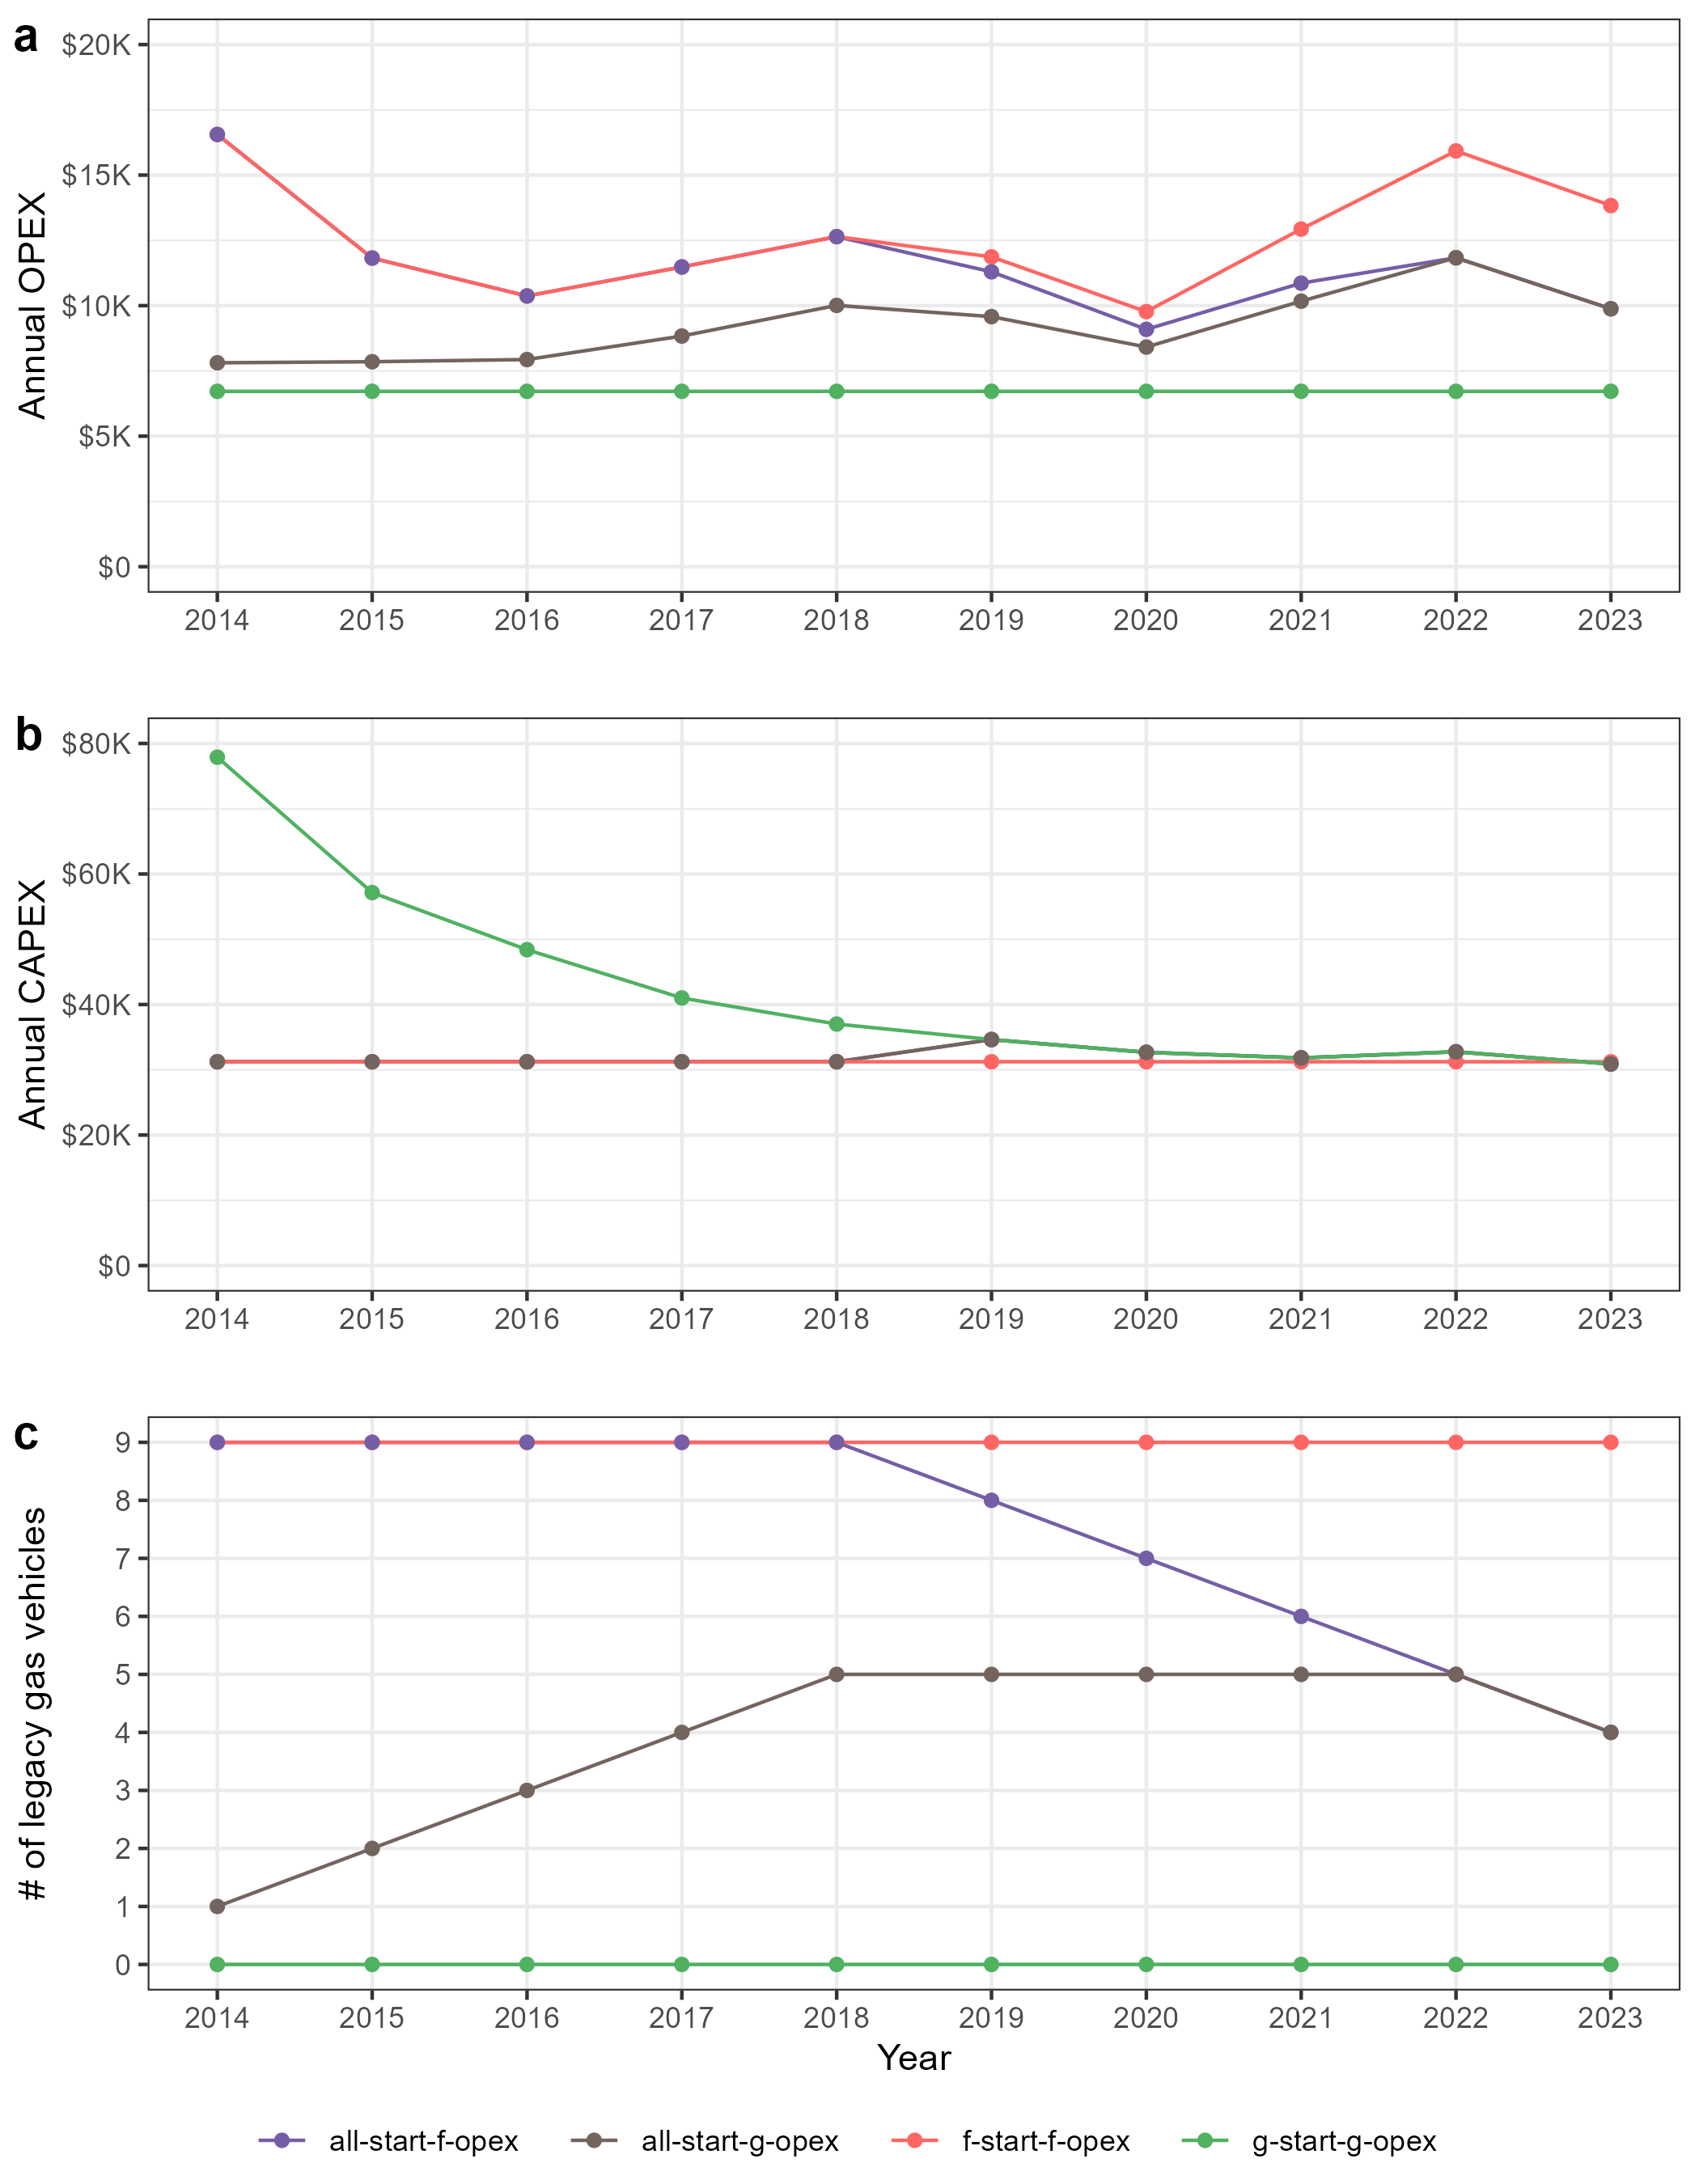 a
Annual OPEX
$20K
$15K
$10K
$5K
$0
2014 2015 2016 2017 2018 2019 2020 2021 2022 2023
b
Annual CAPEX
$80K
$60K
$40K
$20K
$0
2014 2015 2016 2017 2018 2019 2020 2021 2022 2023
c
# of legacy gas vehicles
9
8
7
6
5
4
3
2
1
0
2014 2015 2016 2017 2018 2019 2020 2021 2022 2023
Year
all-start-f-opex all-start-g-opex f-start-f-opex g-start-g-opex